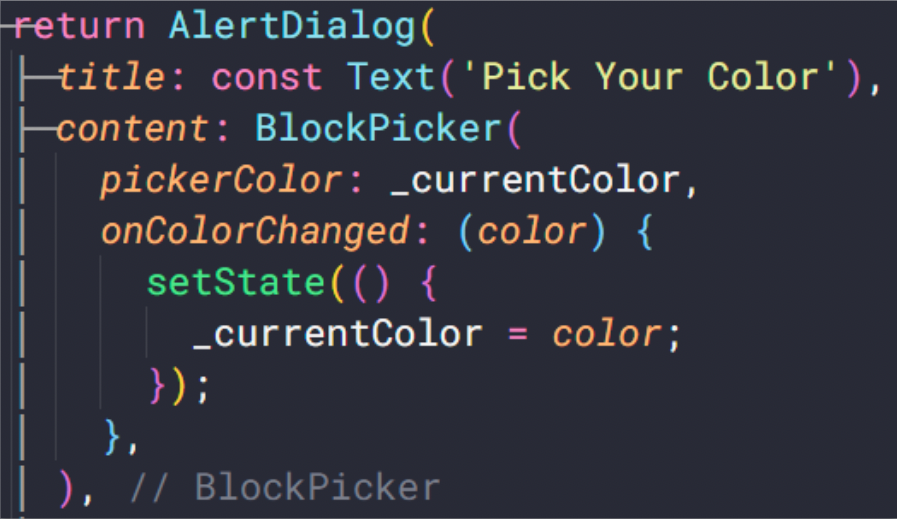 return AlertDialog(
title: const Text('Pick Your Color'),
content: BlockPicker(
pickerColor: _currentColor,
onColorChanged: (color) {
setState(() {
_currentColor = color;
});
},
), // BlockPicker